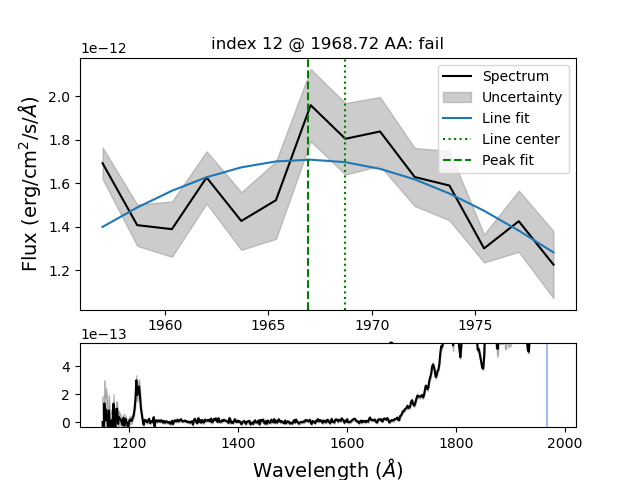 index 12 @ 1968.72 AA: fail
1e−12
Flux (erg/cm²/s/Å)
2.0
1.8
1.6
1.4
1.2
Spectrum
Uncertainty
Line fit
Line center
Peak fit
1960 1965 1970 1975
1e−13
4
2
0
1200 1400 1600 1800 2000
Wavelength (Å)